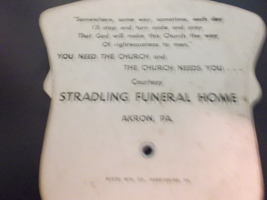 "Somewhere, some way, sometime, each day
I'll stop and turn aside and pray
That God will make this Church the way
Of righteousness to men."
YOU NEED THE CHURCH and
THE CHURCH NEEDS YOU....
Courtesy
STRADLING FUNERAL HOME
AKRON, PA.